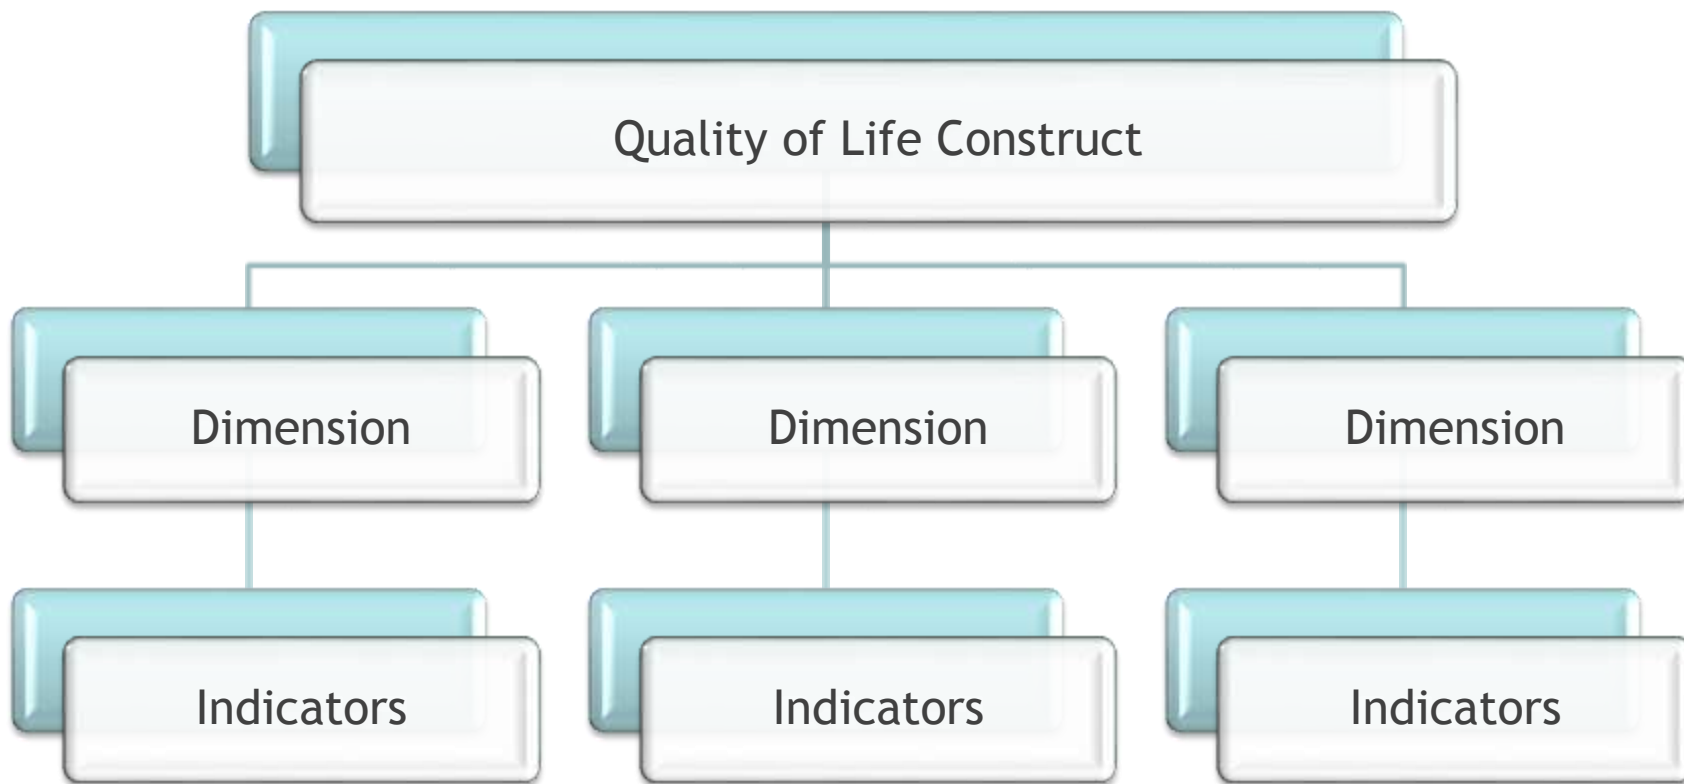 Quality of Life Construct
Dimension
Dimension
Dimension
Indicators
Indicators
Indicators